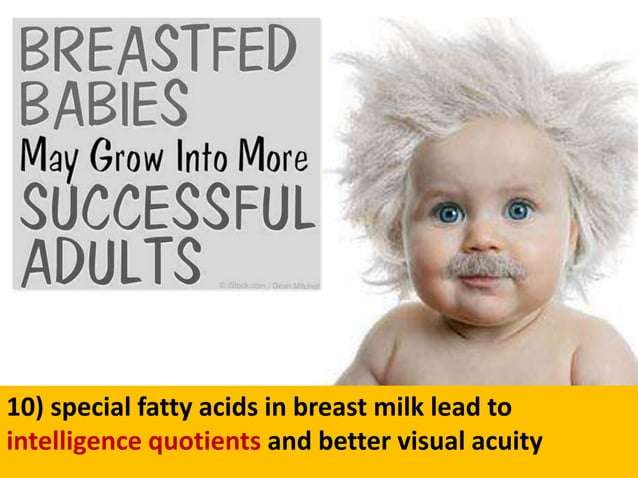 BREASTFED
BABIES
May Grow Into More
SUCCESSFUL
ADULTS
© iStock.com / Dean Mitchell
10) special fatty acids in breast milk lead to
intelligence quotients and better visual acuity